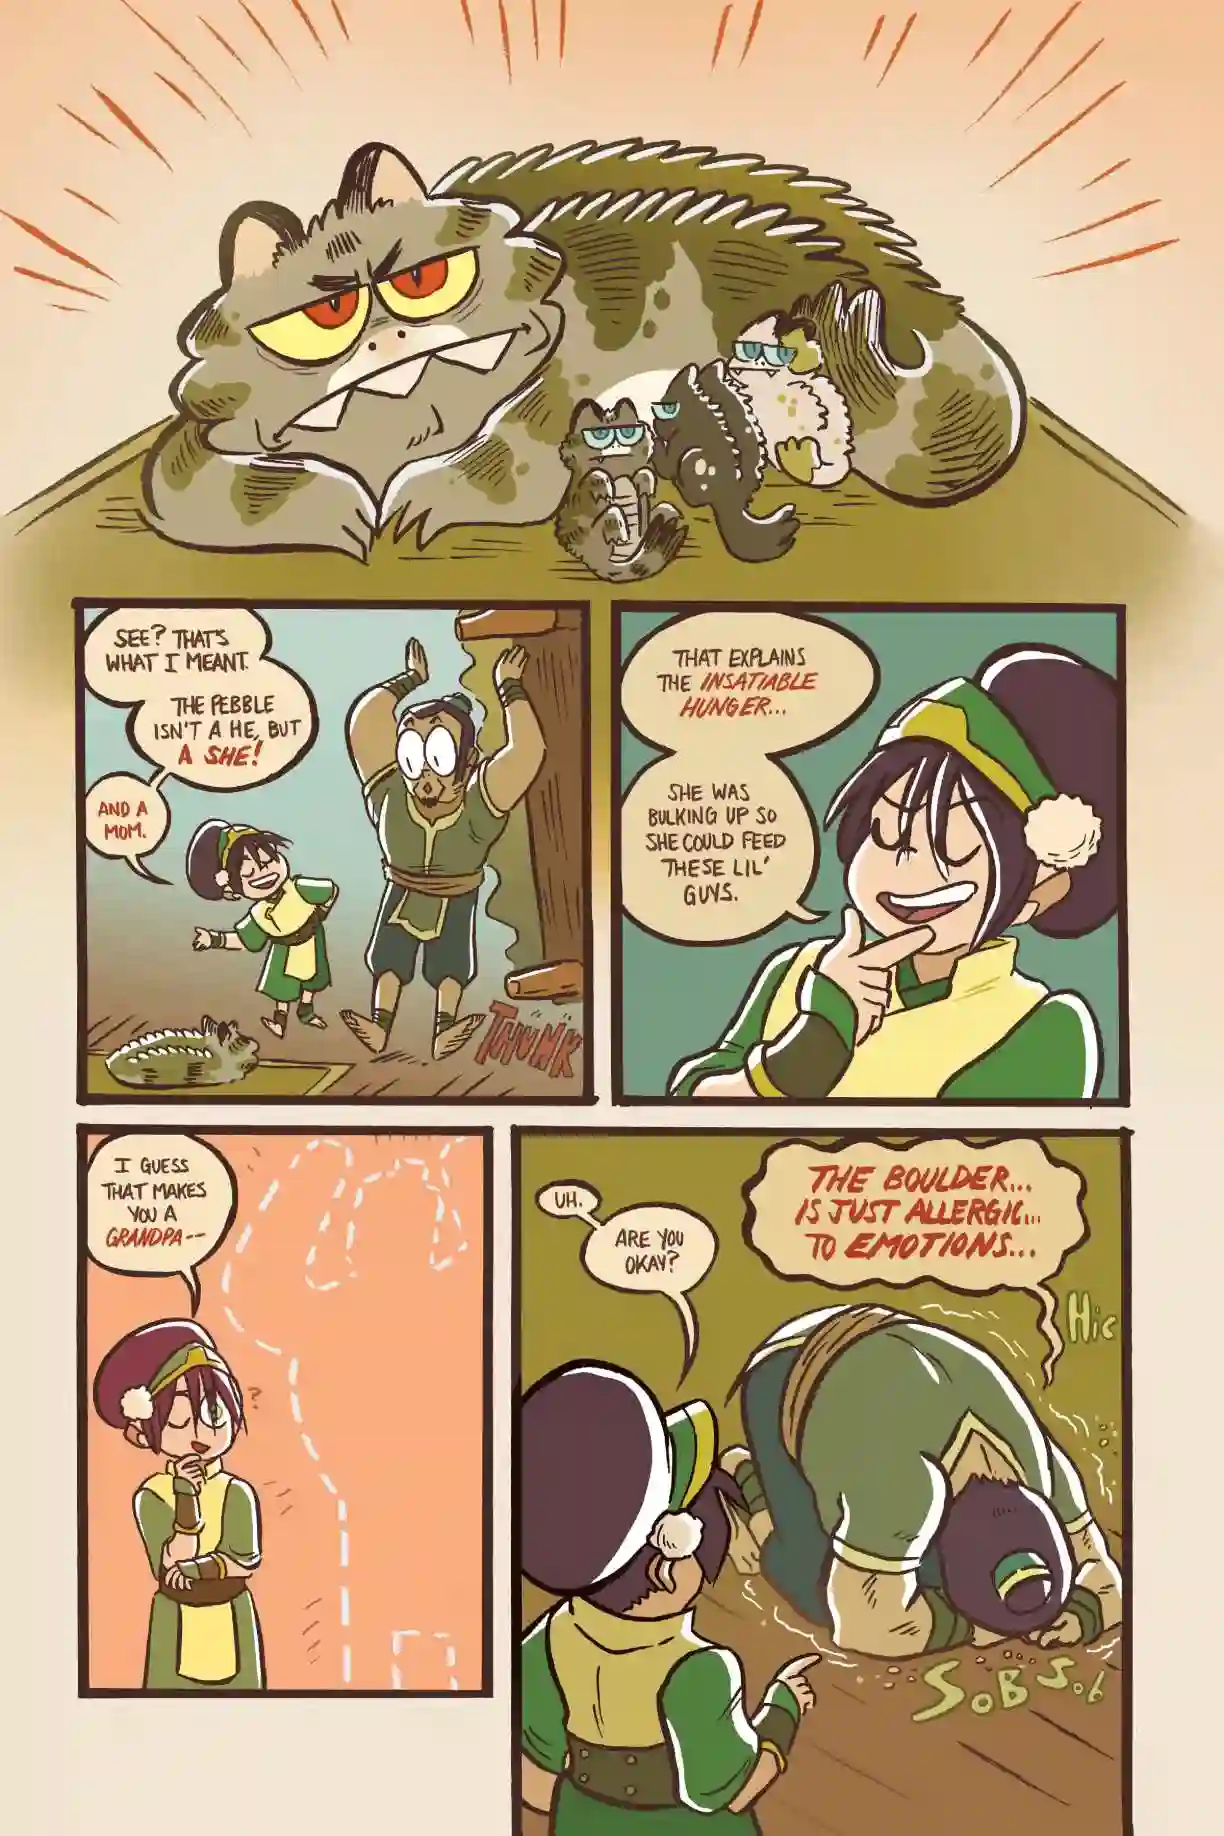 SEE? THAT'S
WHAT I MEANT.
THE PEBBLE
ISN'T A HE, BUT
A SHE!
AND A
MOM.
THUNK
THAT EXPLAINS
THE INSATIABLE
HUNGER...
SHE WAS
BULKING UP SO
SHE COULD FEED
THESE LIL'
GUYS.
I GUESS
THAT MAKES
YOU A
GRANDPA--
?
UH.
ARE YOU
OKAY?
THE BOULDER...
IS JUST ALLERGIC...
TO EMOTIONS...
Hic
SOB Sob